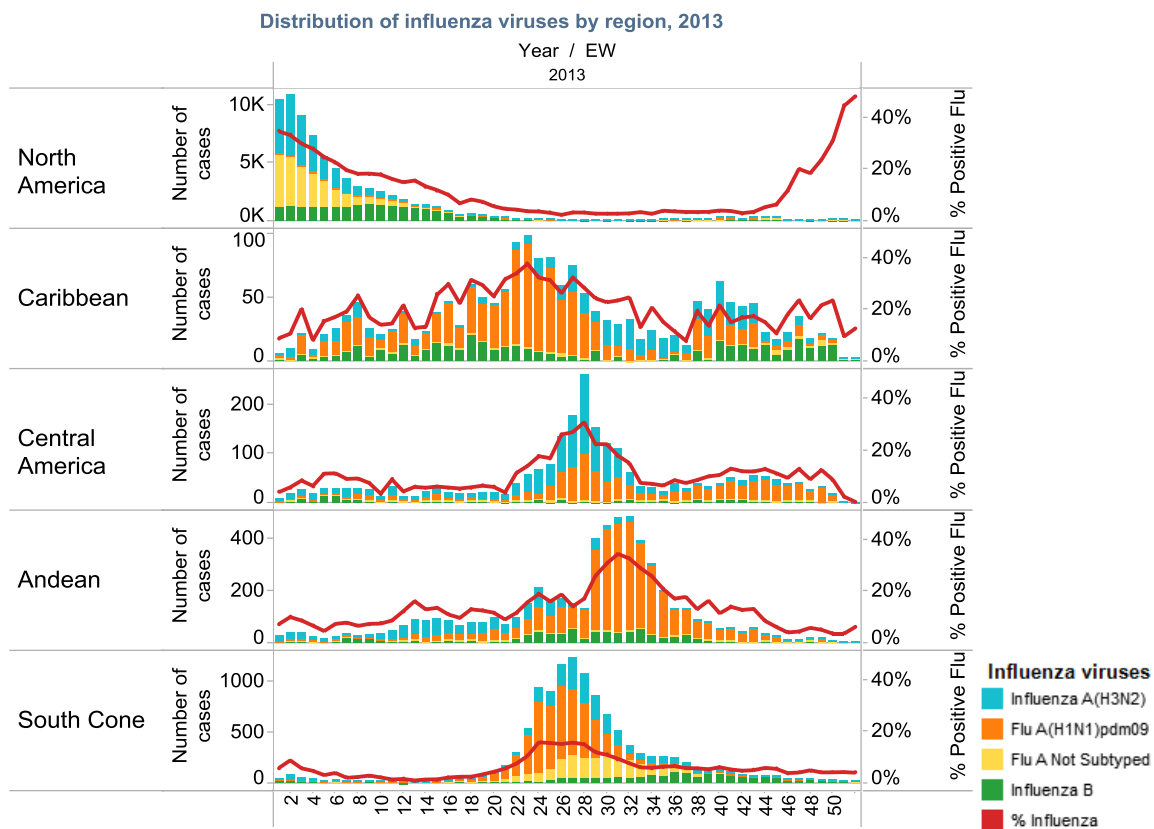 Distribution of influenza viruses by region, 2013
Year / EW
2013
North
America
Number of
cases
10K
5K
0K
40%
20%
0%
% Positive Flu
Caribbean
Number of
cases
100
50
0
40%
20%
0%
% Positive Flu
Central
America
Number of
cases
200
100
0
40%
20%
0%
% Positive Flu
Andean
Number of
cases
400
200
0
40%
20%
0%
% Positive Flu
South Cone
Number of
cases
1000
500
0
40%
20%
0%
% Positive Flu
2 4 6 8 10 12 14 16 18 20 22 24 26 28 30 32 34 36 38 40 42 44 46 48 50
Influenza viruses
Influenza A(H3N2)
Flu A(H1N1)pdm09
Flu A Not Subtyped
Influenza B
% Influenza